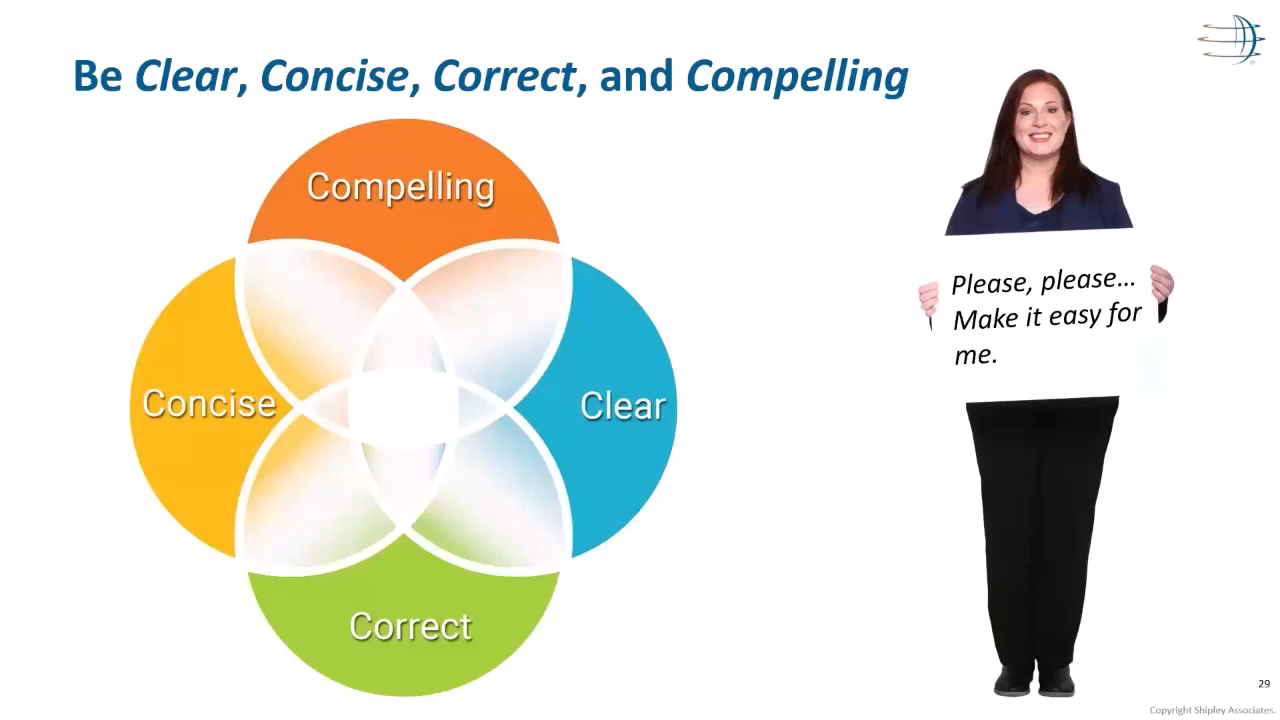 Be Clear, Concise, Correct, and Compelling
Compelling
Concise
Clear
Correct
Please, please…
Make it easy for
me.
29
Copyright Shipley Associates.